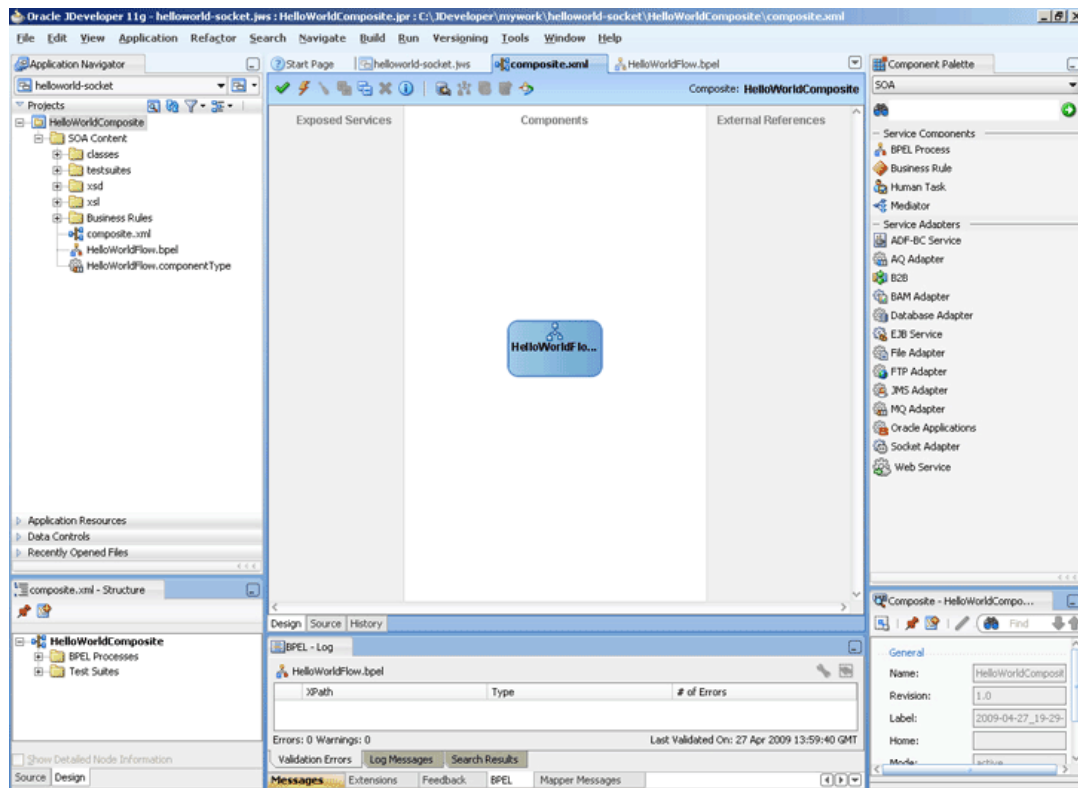 Oracle JDeveloper 11g - helloworld-socket.jws : HelloWorldComposite.jpr : C:\JDeveloper\mywork\helloworld-socket\HelloWorldComposite\composite.xml
File Edit View Application Refactor Search Navigate Build Run Versioning Tools Window Help
Application Navigator
helloworld-socket
Projects
HelloWorldComposite
SOA Content
classes
testsuites
xsd
xsl
Business Rules
composite.xml
HelloWorldFlow.bpel
HelloWorldFlow.componentType
Application Resources
Data Controls
Recently Opened Files
composite.xml - Structure
HelloWorldComposite
BPEL Processes
Test Suites
Show Detailed Node Information
Source Design
Start Page helloworld-socket.jws composite.xml HelloWorldFlow.bpel
Composite: HelloWorldComposite
Exposed Services Components External References
HelloWorldFlo...
Design Source History
BPEL - Log
HelloWorldFlow.bpel
XPath Type # of Errors
Errors: 0 Warnings: 0 Last Validated On: 27 Apr 2009 13:59:40 GMT
Validation Errors Log Messages Search Results
Messages Extensions Feedback BPEL Mapper Messages
Component Palette
SOA
Service Components
BPEL Process
Business Rule
Human Task
Mediator
Service Adapters
ADF-BC Service
AQ Adapter
B2B
BAM Adapter
Database Adapter
EJB Service
File Adapter
FTP Adapter
JMS Adapter
MQ Adapter
Oracle Applications
Socket Adapter
Web Service
Composite - HelloWorldCompo...
Find
General
Name: HelloWorldComposit
Revision: 1.0
Label: 2009-04-27_19-29-
Home:
Mode: active